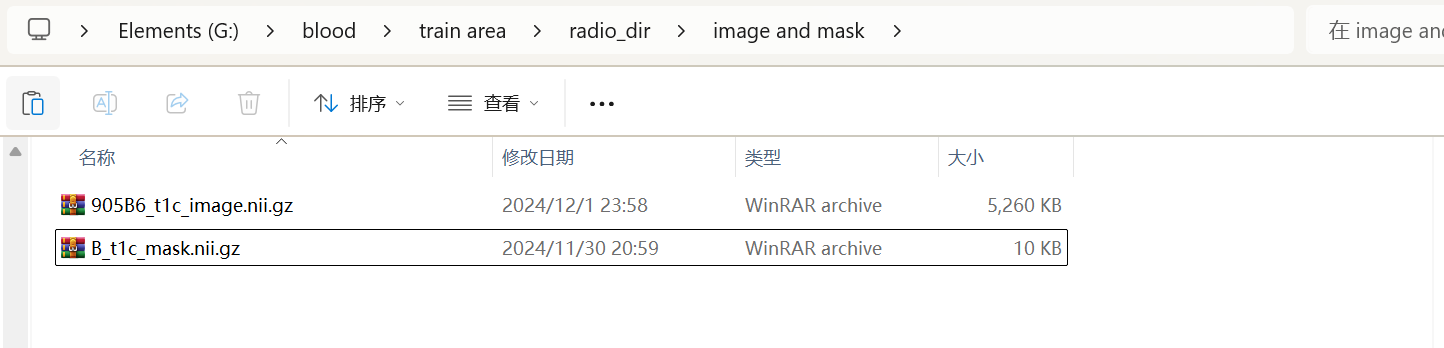 Elements (G:) blood train area radio_dir image and mask 在 image and
排序 查看
名称 修改日期 类型 大小
905B6_t1c_image.nii.gz 2024/12/1 23:58 WinRAR archive 5,260 KB
B_t1c_mask.nii.gz 2024/11/30 20:59 WinRAR archive 10 KB